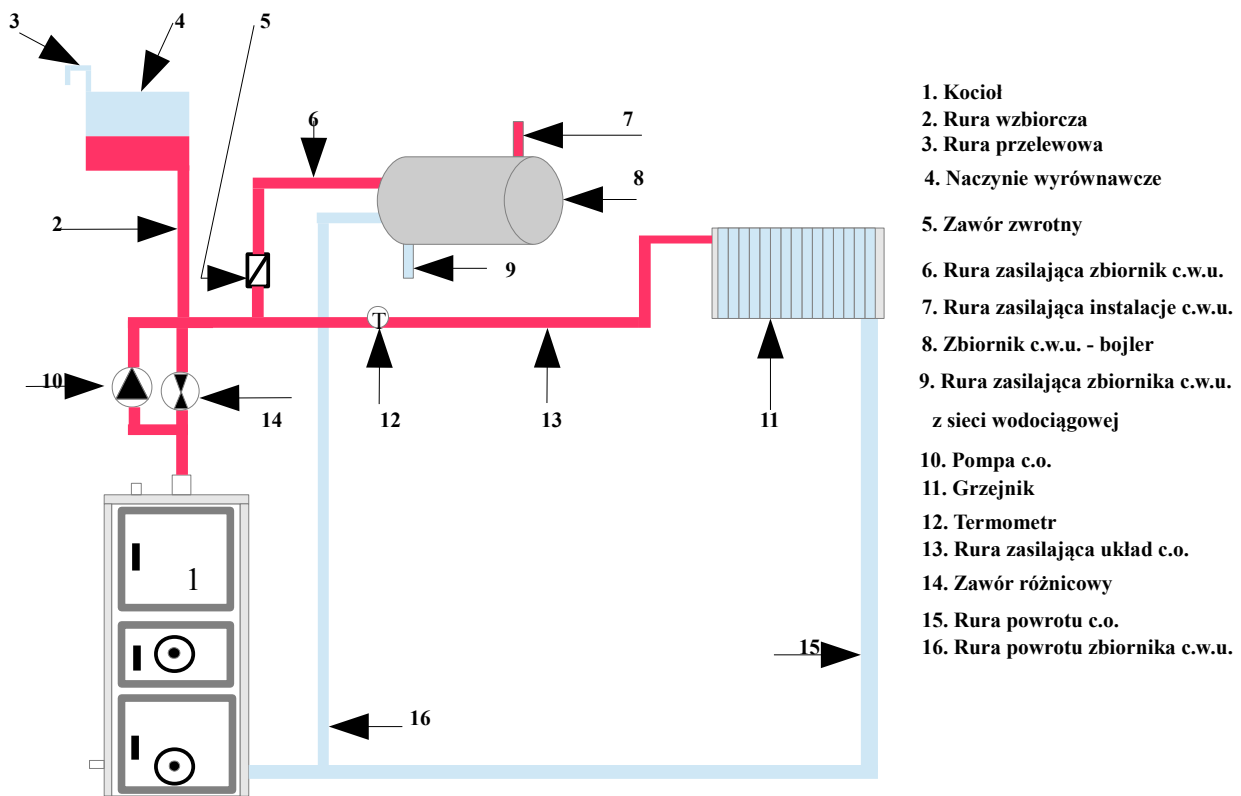 3
4
5
6
7
8
2
9
T
10
14
12
13
11
1
15
16
1. Kocioł
2. Rura wzbiorcza
3. Rura przelewowa
4. Naczynie wyrównawcze
5. Zawór zwrotny
6. Rura zasilająca zbiornik c.w.u.
7. Rura zasilająca instalacje c.w.u.
8. Zbiornik c.w.u. - bojler
9. Rura zasilająca zbiornika c.w.u.
z sieci wodociągowej
10. Pompa c.o.
11. Grzejnik
12. Termometr
13. Rura zasilająca układ c.o.
14. Zawór różnicowy
15. Rura powrotu c.o.
16. Rura powrotu zbiornika c.w.u.